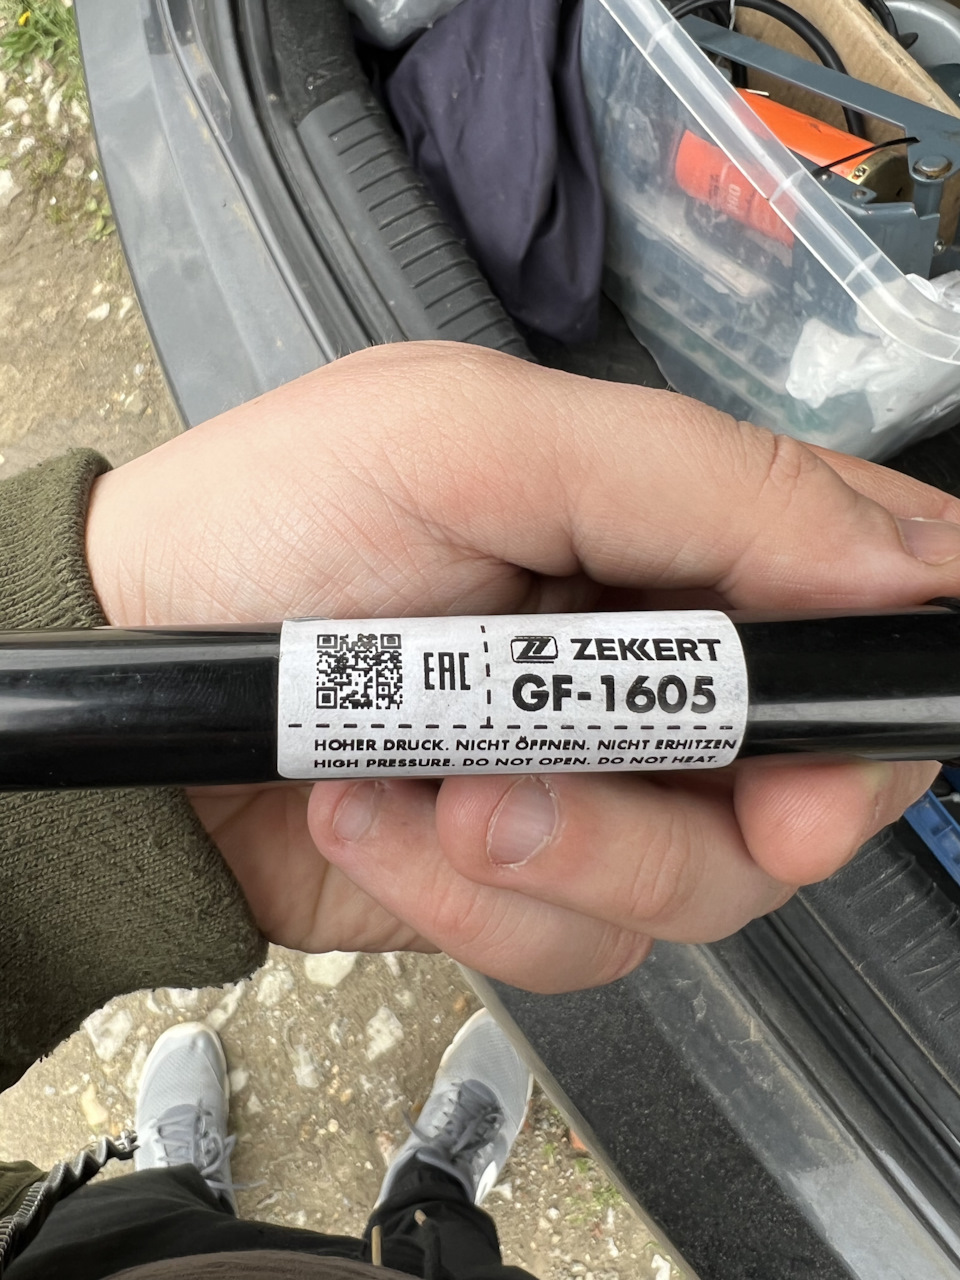 EAC
ZEKKERT
GF-1605
HOHER DRUCK. NICHT ÖFFNEN. NICHT ERHITZEN
HIGH PRESSURE. DO NOT OPEN. DO NOT HEAT.